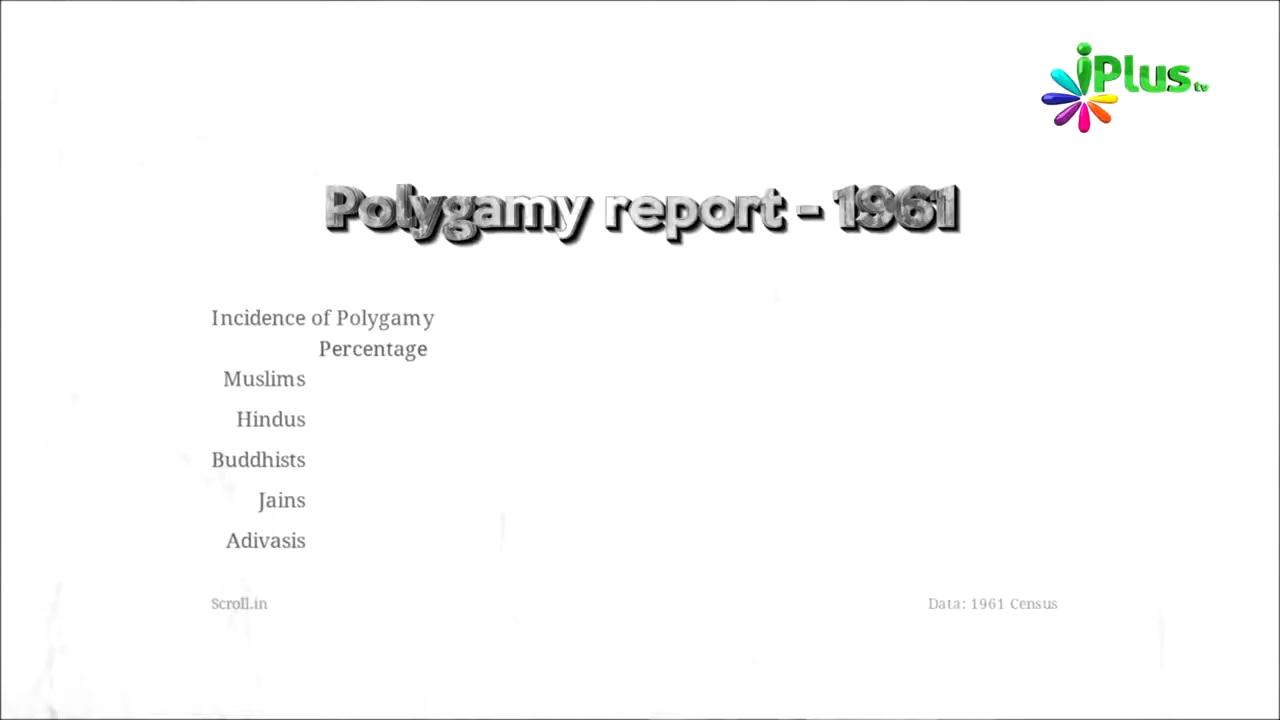 iPlus tv
Polygamy report - 1961
Incidence of Polygamy
Percentage
Muslims
Hindus
Buddhists
Jains
Adivasis
Scroll.in
Data: 1961 Census